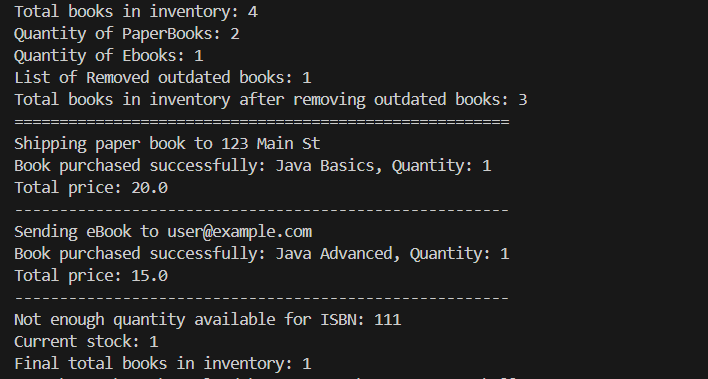 Total books in inventory: 4
Quantity of PaperBooks: 2
Quantity of Ebooks: 1
List of Removed outdated books: 1
Total books in inventory after removing outdated books: 3
=======================================================
Shipping paper book to 123 Main St
Book purchased successfully: Java Basics, Quantity: 1
Total price: 20.0
-------------------------------------------------------
Sending eBook to user@example.com
Book purchased successfully: Java Advanced, Quantity: 1
Total price: 15.0
-------------------------------------------------------
Not enough quantity available for ISBN: 111
Current stock: 1
Final total books in inventory: 1